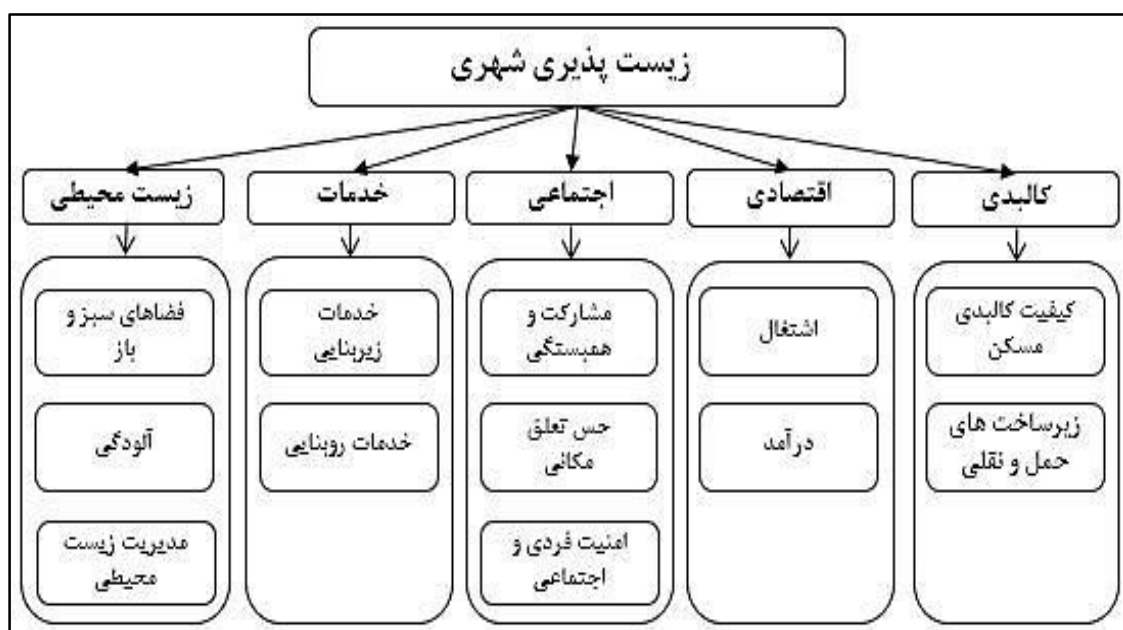 زیست پذیری شهری
کالبدی
اقتصادی
اجتماعی
خدمات
زیست محیطی
کیفیت کالبدی
مسکن
زیرساخت های
حمل و نقلی
اشتغال
درآمد
مشارکت و
همبستگی
حس تعلق
مکانی
امنیت فردی و
اجتماعی
خدمات
زیربنایی
خدمات روبنایی
فضاهای سبز و
باز
آلودگی
مدیریت زیست
محیطی